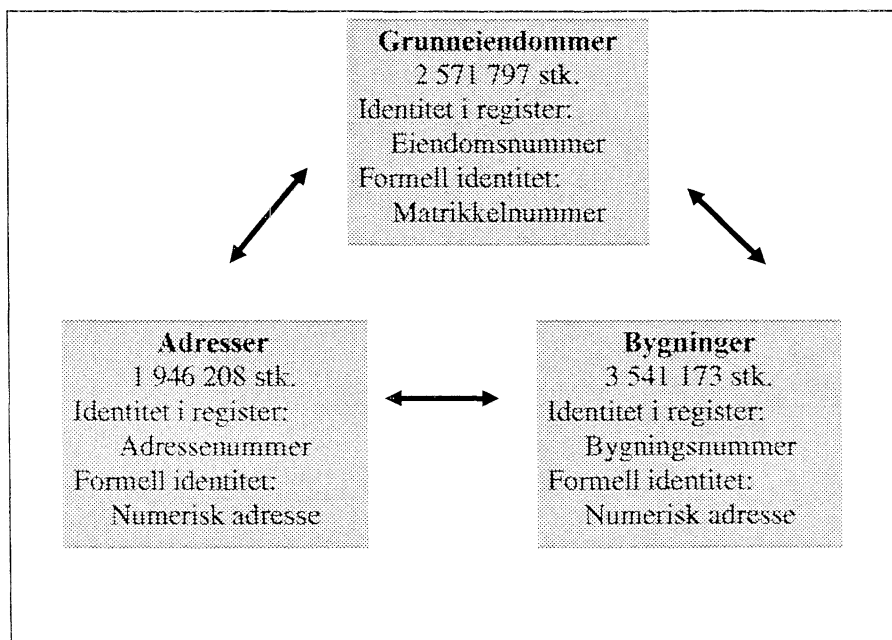 Grunneiendommer
2 571 797 stk.
Identitet i register:
Eiendomsnummer
Formell identitet:
Matrikkelnummer
Adresser
1 946 208 stk.
Identitet i register:
Adressenummer
Formell identitet:
Numerisk adresse
Bygninger
3 541 173 stk.
Identitet i register:
Bygningsnummer
Formell identitet:
Numerisk adresse